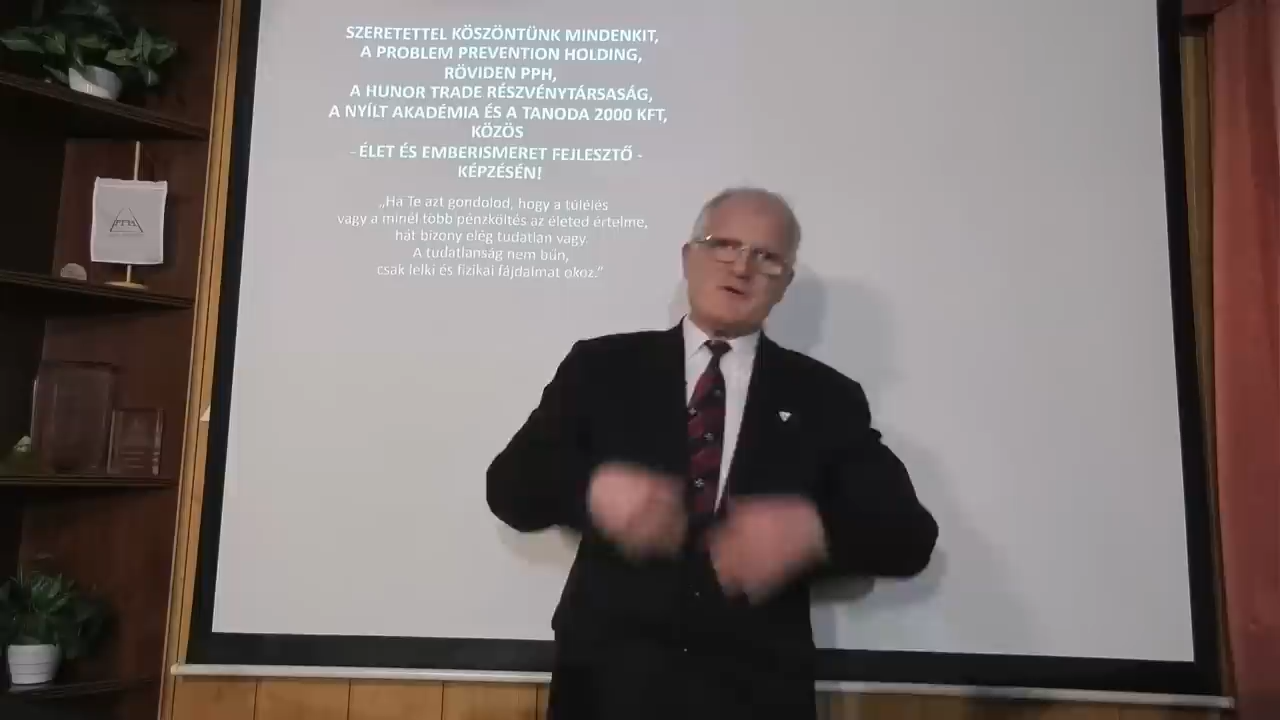 SZERETETTEL KÖSZÖNTÜNK MINDENKIT,
A PROBLEM PREVENTION HOLDING,
RÖVIDEN PPH,
A HUNOR TRADE RÉSZVÉNYTÁRSASÁG,
A NYÍLT AKADÉMIA ÉS A TANODA 2000 KFT,
KÖZÖS
- ÉLET ÉS EMBERISMERET FEJLESZTŐ -
KÉPZÉSÉN!
„Ha Te azt gondolod, hogy a túlélés
vagy a minél több pénzköltés az életed értelme,
hát bizony elég tudatlan vagy.
A tudatlanság nem bűn,
csak lelki és fizikai fájdalmat okoz.”